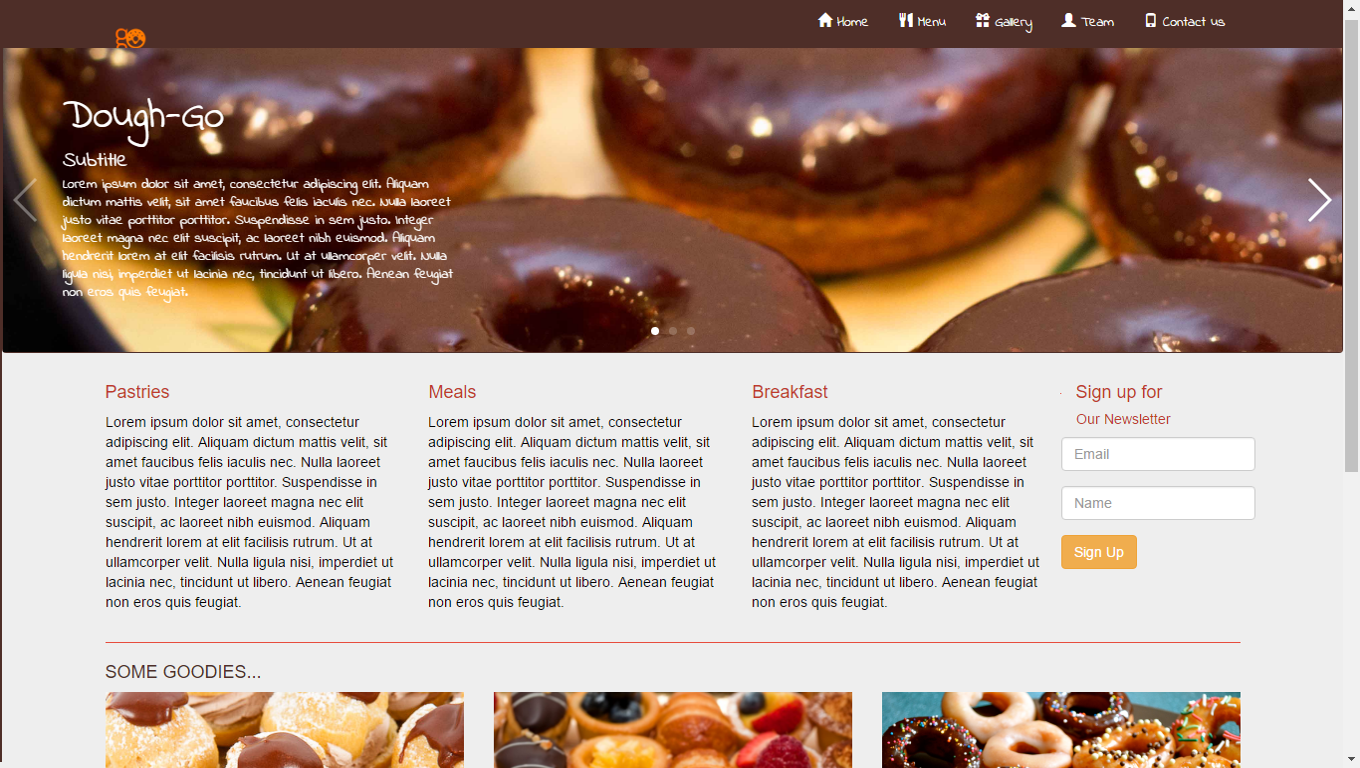 Home Menu Gallery Team Contact us
Dough-Go
Subtitle
Lorem ipsum dolor sit amet, consectetur adipiscing elit. Aliquam
dictum mattis velit, sit amet faucibus felis iaculis nec. Nulla laoreet
justo vitae porttitor porttitor. Suspendisse in sem justo. Integer
laoreet magna nec elit suscipit, ac laoreet nibh euismod. Aliquam
hendrerit lorem at elit facilisis rutrum. Ut at ullamcorper velit. Nulla
ligula nisi, imperdiet ut lacinia nec, tincidunt ut libero. Aenean feugiat
non eros quis feugiat.
Pastries
Lorem ipsum dolor sit amet, consectetur
adipiscing elit. Aliquam dictum mattis velit, sit
amet faucibus felis iaculis nec. Nulla laoreet
justo vitae porttitor porttitor. Suspendisse in
sem justo. Integer laoreet magna nec elit
suscipit, ac laoreet nibh euismod. Aliquam
hendrerit lorem at elit facilisis rutrum. Ut at
ullamcorper velit. Nulla ligula nisi, imperdiet ut
lacinia nec, tincidunt ut libero. Aenean feugiat
non eros quis feugiat.
Meals
Lorem ipsum dolor sit amet, consectetur
adipiscing elit. Aliquam dictum mattis velit, sit
amet faucibus felis iaculis nec. Nulla laoreet
justo vitae porttitor porttitor. Suspendisse in
sem justo. Integer laoreet magna nec elit
suscipit, ac laoreet nibh euismod. Aliquam
hendrerit lorem at elit facilisis rutrum. Ut at
ullamcorper velit. Nulla ligula nisi, imperdiet ut
lacinia nec, tincidunt ut libero. Aenean feugiat
non eros quis feugiat.
Breakfast
Lorem ipsum dolor sit amet, consectetur
adipiscing elit. Aliquam dictum mattis velit, sit
amet faucibus felis iaculis nec. Nulla laoreet
justo vitae porttitor porttitor. Suspendisse in
sem justo. Integer laoreet magna nec elit
suscipit, ac laoreet nibh euismod. Aliquam
hendrerit lorem at elit facilisis rutrum. Ut at
ullamcorper velit. Nulla ligula nisi, imperdiet ut
lacinia nec, tincidunt ut libero. Aenean feugiat
non eros quis feugiat.
Sign up for
Our Newsletter
Email
Name
Sign Up
SOME GOODIES...